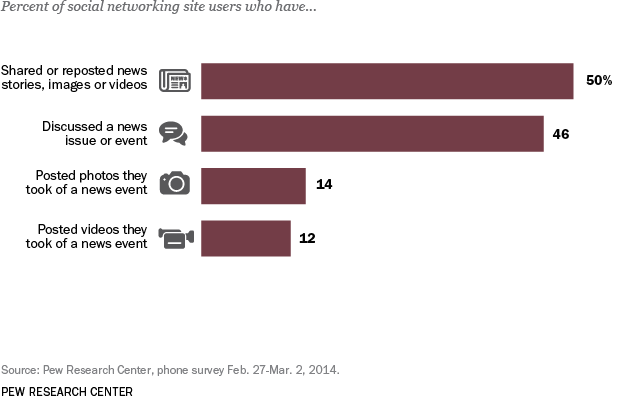 Percent of social networking site users who have...
Shared or reposted news
stories, images or videos
NEWS
50%
Discussed a news
issue or event
46
Posted photos they
took of a news event
14
Posted videos they
took of a news event
12
Source: Pew Research Center, phone survey Feb. 27-Mar. 2, 2014.
PEW RESEARCH CENTER